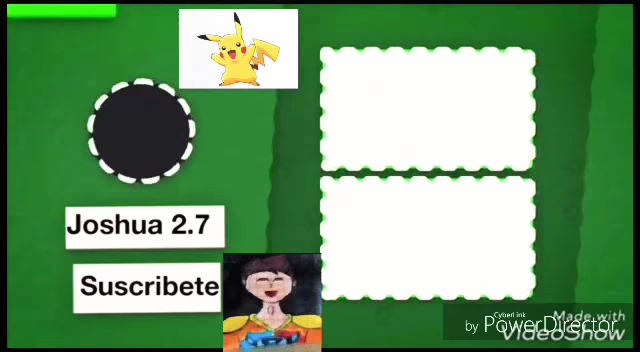 Joshua 2.7
Suscribete
CyberLink
by PowerDirector
Made with
VideoShow